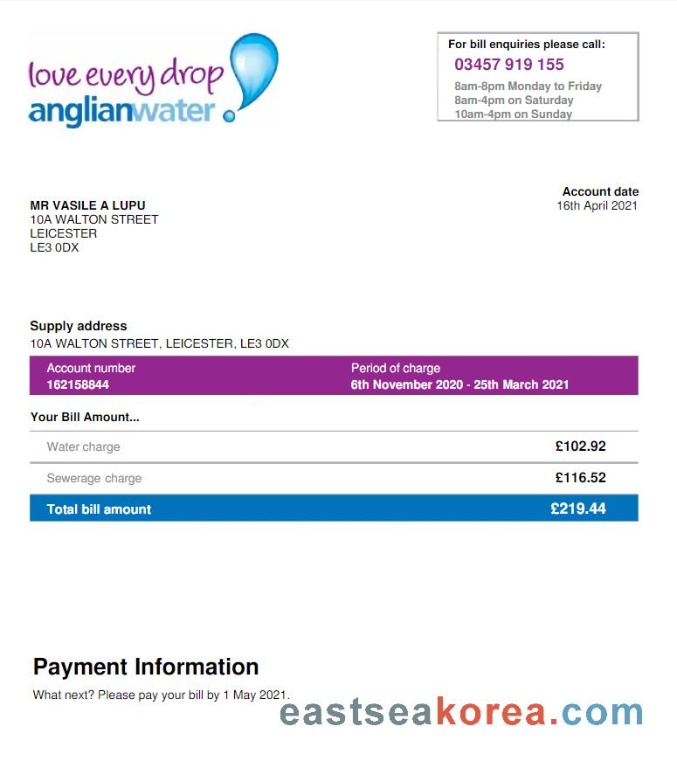 love every drop
anglianwater
For bill enquiries please call:
03457 919 155
8am-8pm Monday to Friday
8am-4pm on Saturday
10am-4pm on Sunday
Account date
16th April 2021
MR VASILE A LUPU
10A WALTON STREET
LEICESTER
LE3 0DX
Supply address
10A WALTON STREET, LEICESTER, LE3 0DX
Account number Period of charge
162158844 6th November 2020 - 25th March 2021
Your Bill Amount...
Water charge £102.92
Sewerage charge £116.52
Total bill amount £219.44
Payment Information
What next? Please pay your bill by 1 May 2021.
eastseakorea.com